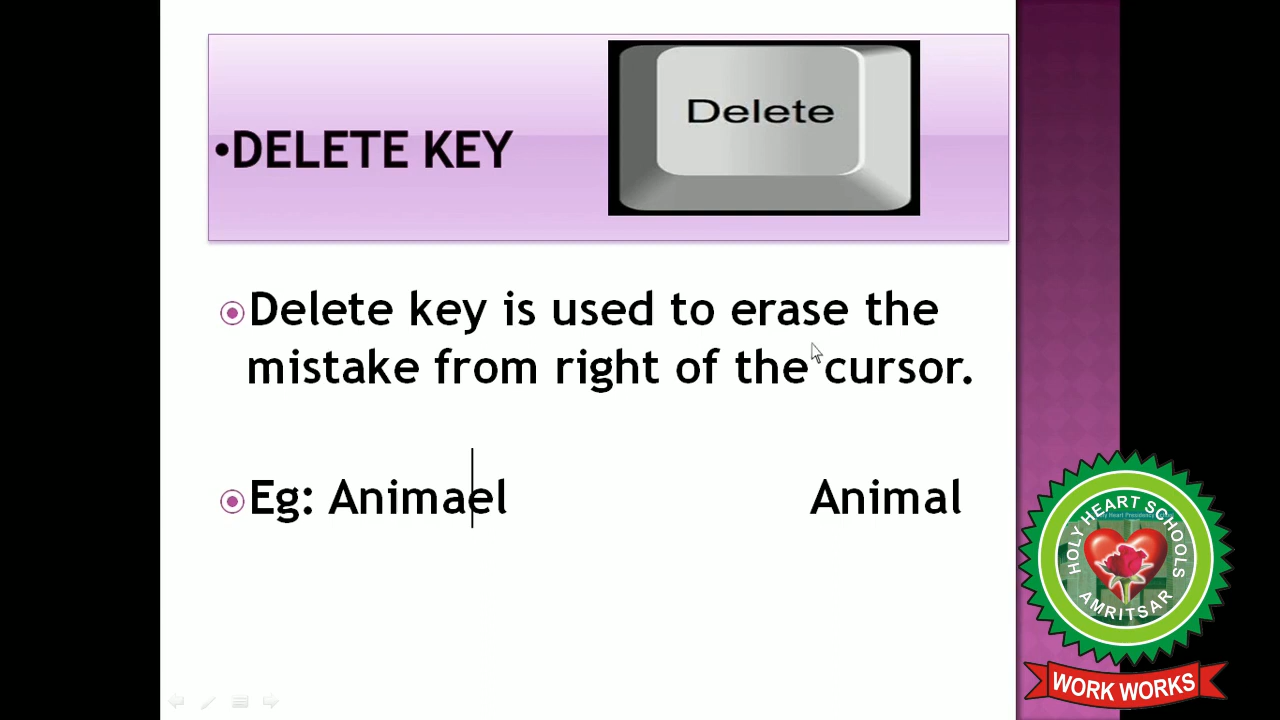 Delete
•DELETE KEY
Delete key is used to erase the
mistake from right of the cursor.
Eg: Animael Animal
HOLY HEART SCHOOLS
AMRITSAR
WORK WORKS